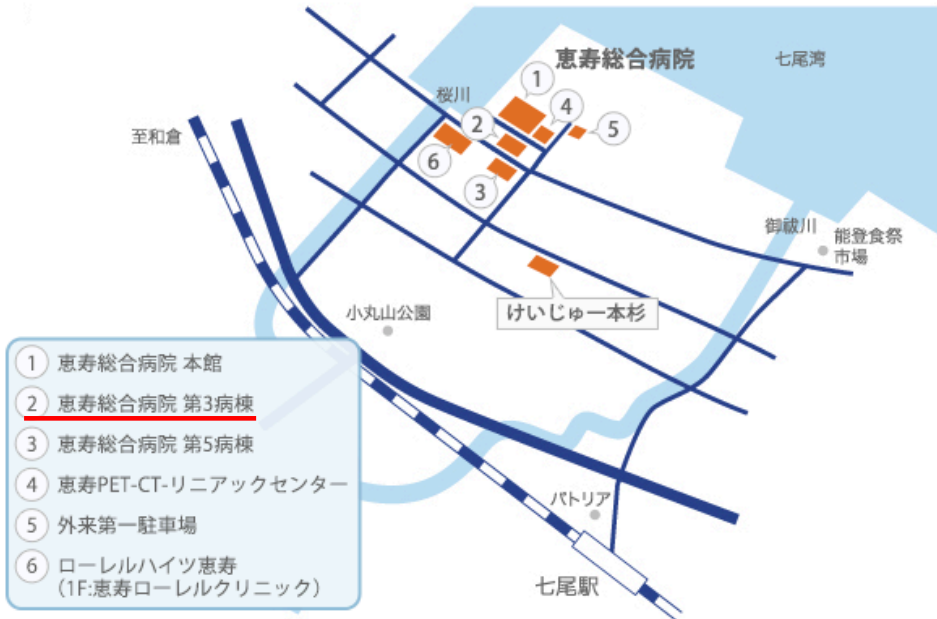 恵寿総合病院
七尾湾
桜川
1
4
2
5
6
3
至和倉
御祓川
能登食祭
市場
けいじゅ一本杉
小丸山公園
1 恵寿総合病院 本館
2 恵寿総合病院 第3病棟
3 恵寿総合病院 第5病棟
4 恵寿PET-CT-リニアックセンター
5 外来第一駐車場
6 ローレルハイツ恵寿
(1F:恵寿ローレルクリニック)
パトリア
七尾駅